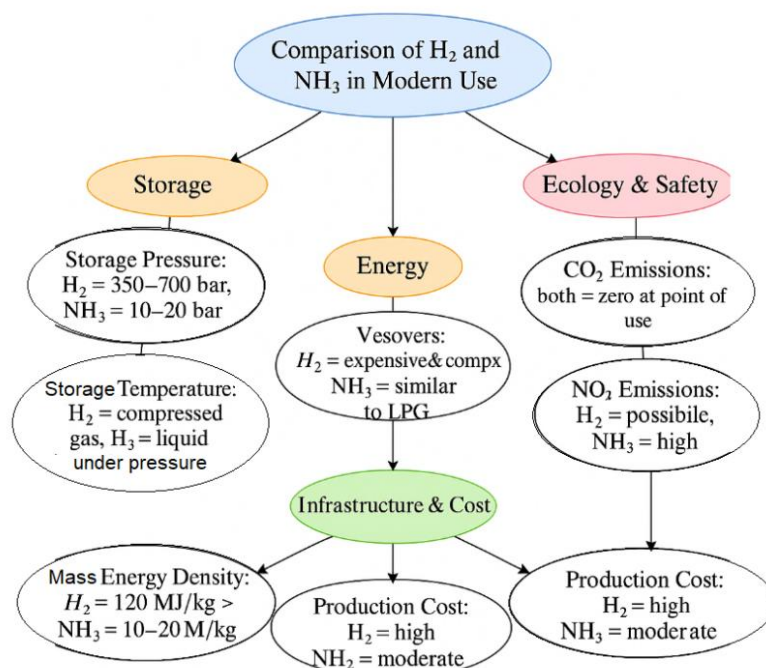 Comparison of H₂ and
NH₃ in Modern Use
Storage
Ecology & Safety
Storage Pressure:
H₂ = 350–700 bar,
NH₃ = 10–20 bar
Energy
CO₂ Emissions:
both = zero at point of
use
Vesovers:
H₂ = expensive& compx
NH₃ = similar
to LPG
Storage Temperature:
H₂ = compressed
gas, H₃ = liquid
under pressure
NO₂ Emissions:
H₂ = possibile,
NH₃ = high
Infrastructure & Cost
Mass Energy Density:
H₂ = 120 MJ/kg >
NH₃ = 10–20 M/kg
Production Cost:
H₂ = high
NH₂ = moderate
Production Cost:
H₂ = high
NH₃ = moderate